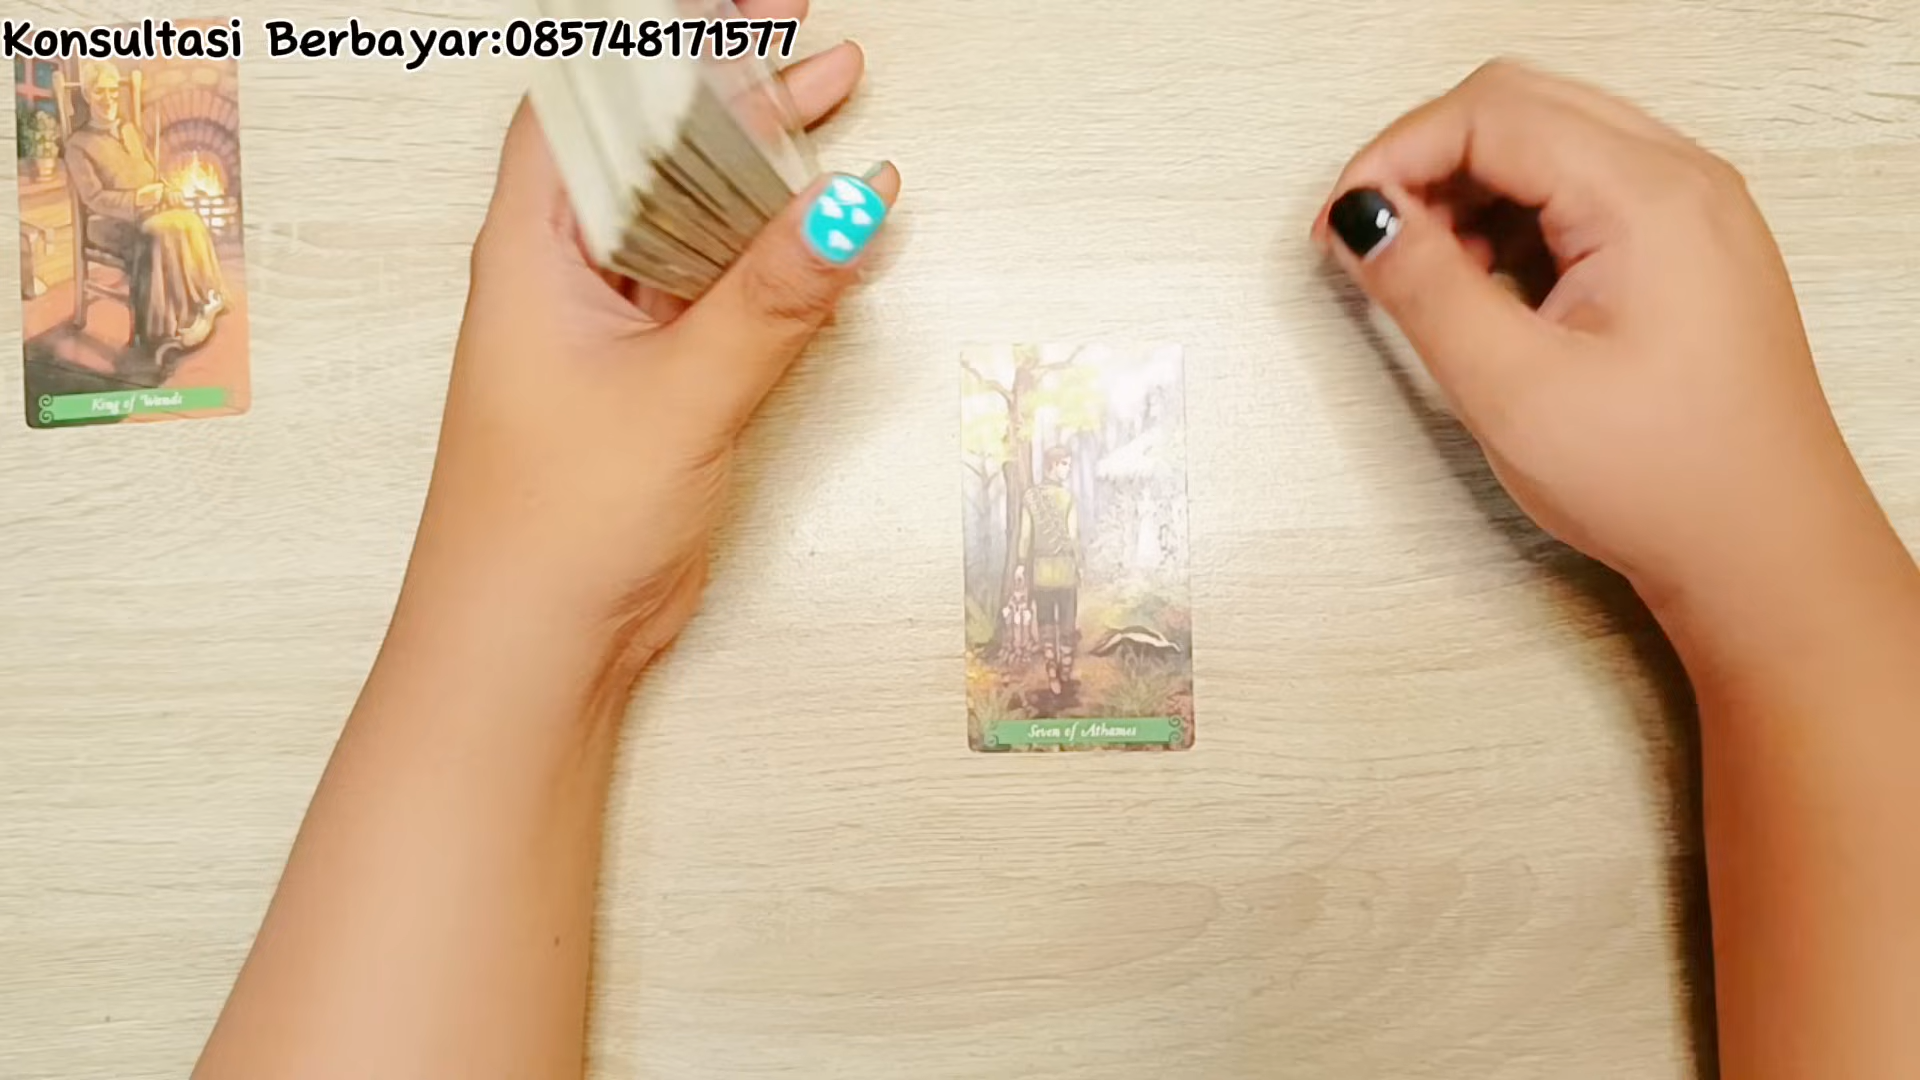 Konsultasi Berbayar:085748171577
King of Wands
Seven of Athames